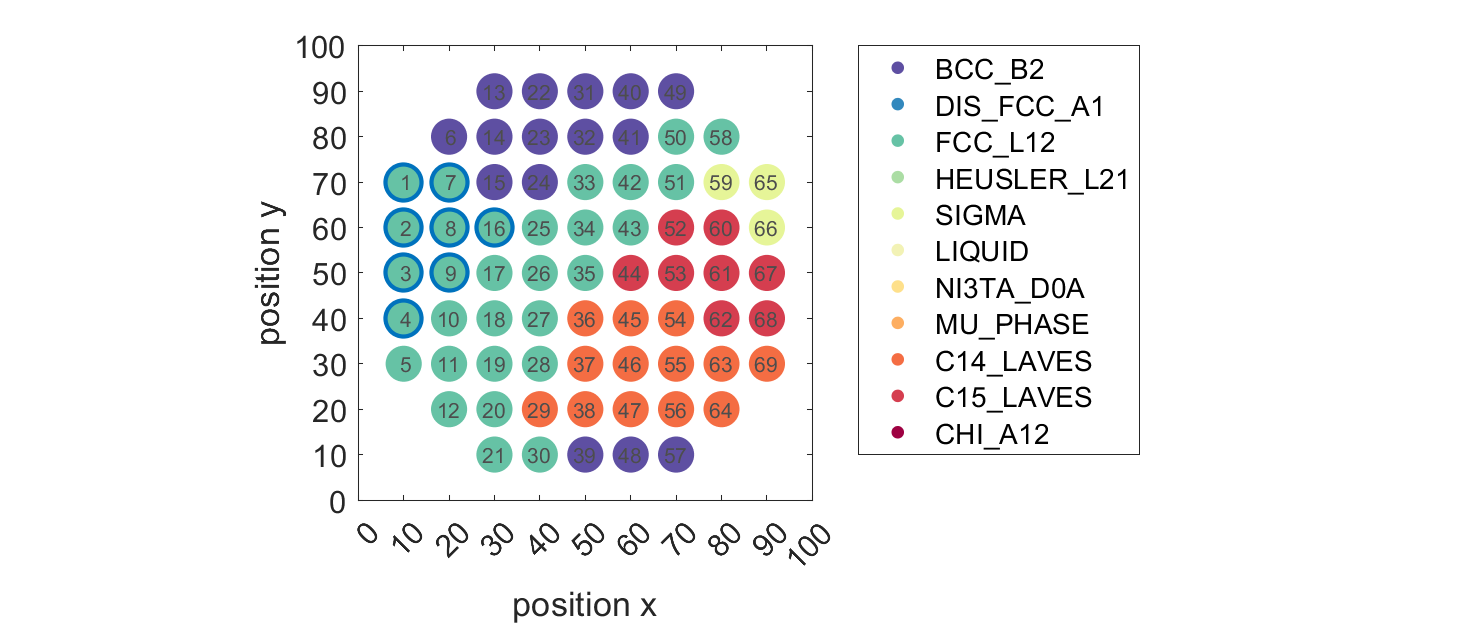 100
90
80
70
60
50
40
30
20
10
0
13 22 31 40 49
6 14 23 32 41 50 58
1 7 15 24 33 42 51 59 65
2 8 16 25 34 43 52 60 66
3 9 17 26 35 44 53 61 67
4 10 18 27 36 45 54 62 68
5 11 19 28 37 46 55 63 69
12 20 29 38 47 56 64
21 30 39 48 57
0 10 20 30 40 50 60 70 80 90 100
position x
position y
BCC_B2
DIS_FCC_A1
FCC_L12
HEUSLER_L21
SIGMA
LIQUID
NI3TA_D0A
MU_PHASE
C14_LAVES
C15_LAVES
CHI_A12